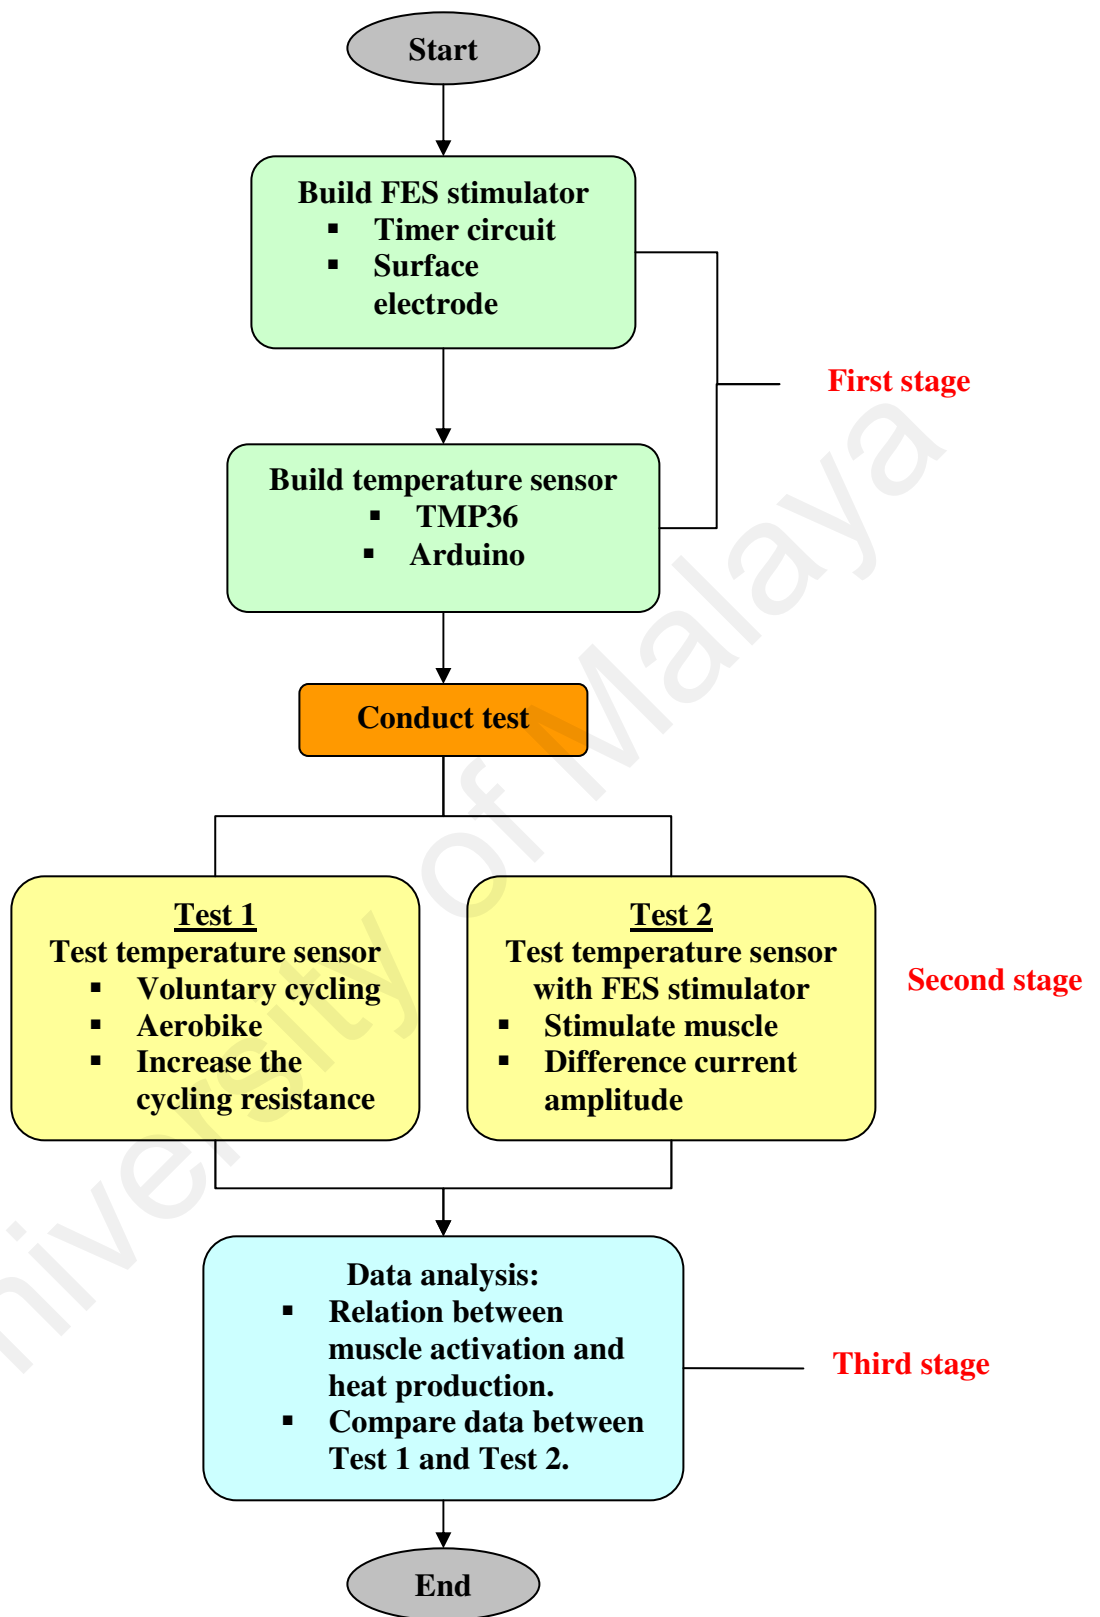 Start
Build FES stimulator
▪ Timer circuit
▪ Surface
electrode
First stage
Build temperature sensor
▪ TMP36
▪ Arduino
Conduct test
Test 1
Test temperature sensor
▪ Voluntary cycling
▪ Aerobike
▪ Increase the
cycling resistance
Test 2
Test temperature sensor
with FES stimulator
▪ Stimulate muscle
▪ Difference current
amplitude
Second stage
Data analysis:
▪ Relation between
muscle activation and
heat production.
▪ Compare data between
Test 1 and Test 2.
Third stage
End
niversity of Malaya